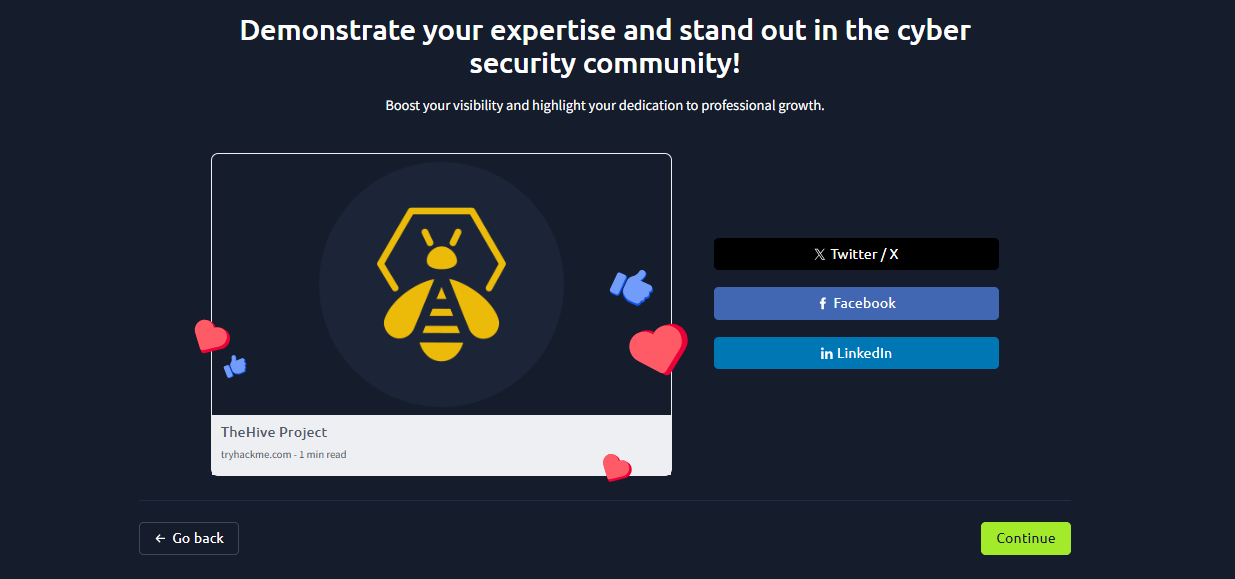 Demonstrate your expertise and stand out in the cyber
security community!
Boost your visibility and highlight your dedication to professional growth.
𝕏 Twitter / X
f Facebook
in LinkedIn
TheHive Project
tryhackme.com - 1 min read
← Go back
Continue